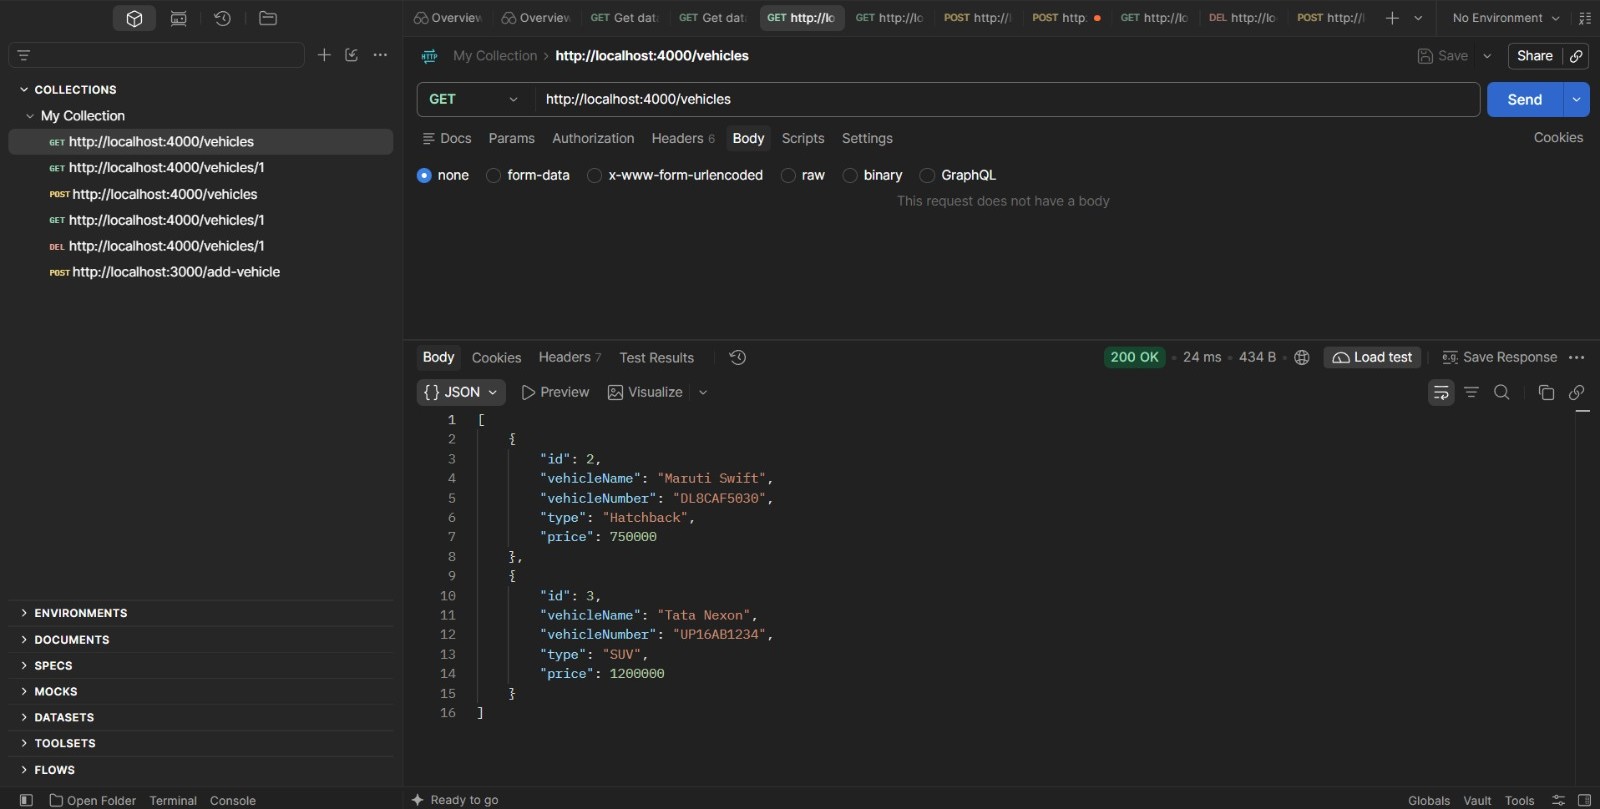 Overview
Overview
GET Get dat
GET Get dat
GET http://lo
GET http://lo
POST http://l
POST http:
GET http://lo
DEL http://lo
POST http://l
No Environment
My Collection > http://localhost:4000/vehicles
Save
Share
COLLECTIONS
My Collection
GET http://localhost:4000/vehicles
GET http://localhost:4000/vehicles/1
POST http://localhost:4000/vehicles
GET http://localhost:4000/vehicles/1
DEL http://localhost:4000/vehicles/1
POST http://localhost:3000/add-vehicle
ENVIRONMENTS
DOCUMENTS
SPECS
MOCKS
DATASETS
TOOLSETS
FLOWS
GET http://localhost:4000/vehicles
Send
Docs Params Authorization Headers 6 Body Scripts Settings Cookies
none form-data x-www-form-urlencoded raw binary GraphQL
This request does not have a body
Body Cookies Headers 7 Test Results 200 OK 24 ms 434 B Load test e.g. Save Response
{} JSON Preview Visualize
1 [
2 {
3 "id": 2,
4 "vehicleName": "Maruti Swift",
5 "vehicleNumber": "DL8CAF5030",
6 "type": "Hatchback",
7 "price": 750000
8 },
9 {
10 "id": 3,
11 "vehicleName": "Tata Nexon",
12 "vehicleNumber": "UP16AB1234",
13 "type": "SUV",
14 "price": 1200000
15 }
16 ]
Open Folder Terminal Console Ready to go Globals Vault Tools